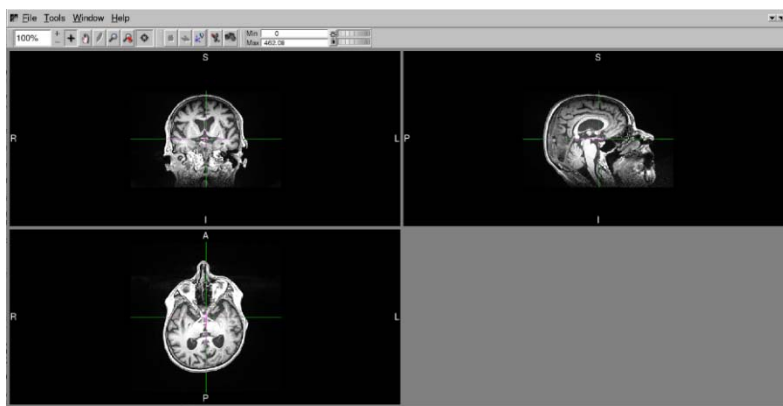 File Tools Window Help
100% Min 0
Max 462.08
S
S
R
L
P
I
I
A
R
L
P